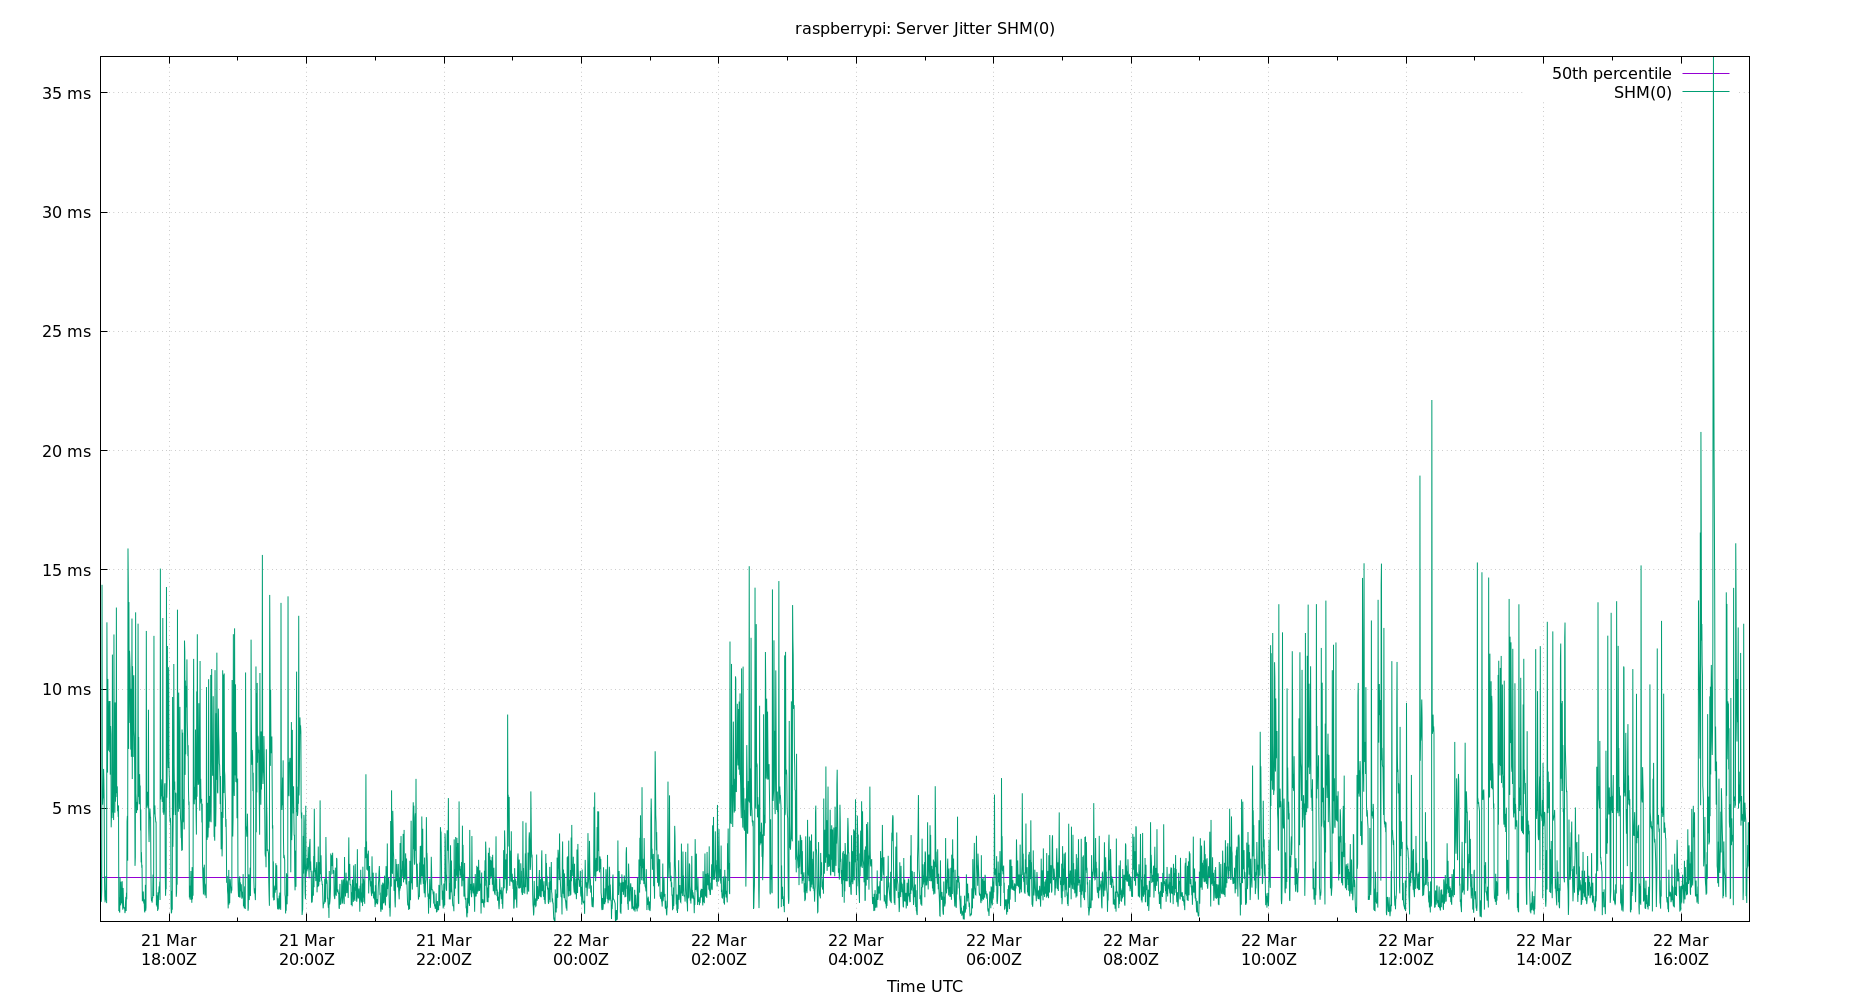 raspberrypi: Server Jitter SHM(0)
50th percentile
SHM(0)
35 ms
30 ms
25 ms
20 ms
15 ms
10 ms
5 ms
21 Mar 21 Mar 21 Mar 22 Mar 22 Mar 22 Mar 22 Mar 22 Mar 22 Mar 22 Mar 22 Mar 22 Mar
18:00Z 20:00Z 22:00Z 00:00Z 02:00Z 04:00Z 06:00Z 08:00Z 10:00Z 12:00Z 14:00Z 16:00Z
Time UTC